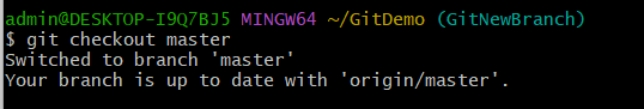 admin@DESKTOP-I9Q7BJ5 MINGW64 ~/GitDemo (GitNewBranch)
$ git checkout master
Switched to branch 'master'
Your branch is up to date with 'origin/master'.